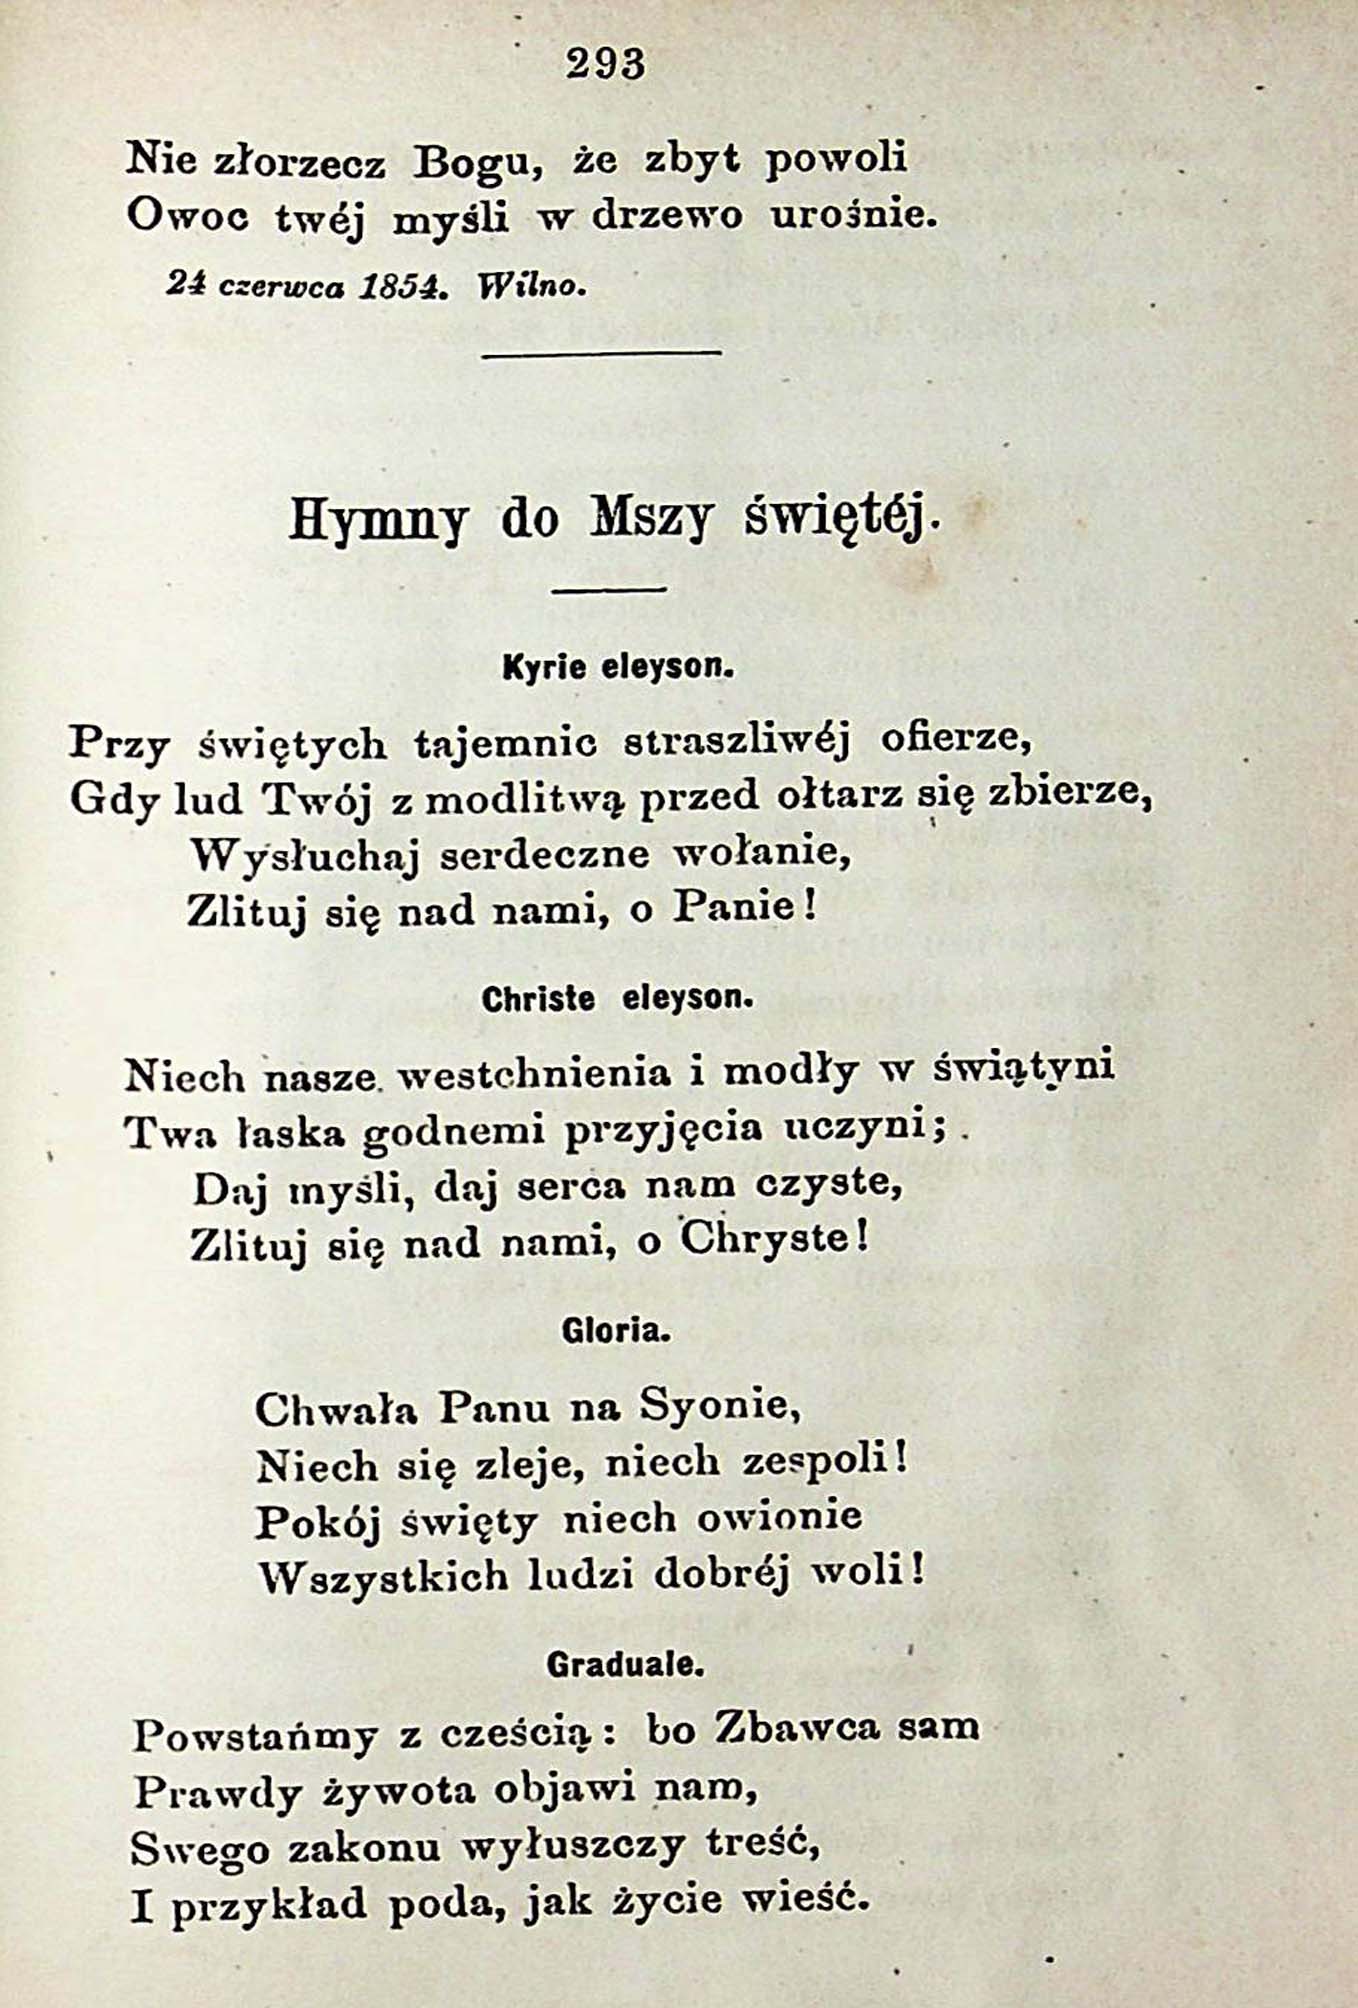 293
Nie złorzecz Bogu, że zbyt powoli
Owoc twéj myśli w drzewo urośnie.
24 czerwca 1854. Wilno.
Hymny do Mszy świętéj.
Kyrie eleyson.
Przy świętych tajemnic straszliwéj ofierze,
Gdy lud Twój z modlitwą przed ołtarz się zbierze,
Wysłuchaj serdeczne wołanie,
Zlituj się nad nami, o Panie!
Christe eleyson.
Niech nasze westchnienia i modły w świątyni
Twa łaska godnemi przyjęcia uczyni;
Daj myśli, daj serca nam czyste,
Zlituj się nad nami, o Chryste!
Gloria.
Chwała Panu na Syonie,
Niech się zleje, niech zespoli!
Pokój święty niech owionie
Wszystkich ludzi dobréj woli!
Graduale.
Powstańmy z cześcią: bo Zbawca sam
Prawdy żywota objawi nam,
Swego zakonu wyłuszczy treść,
I przykład poda, jak życie wieść.